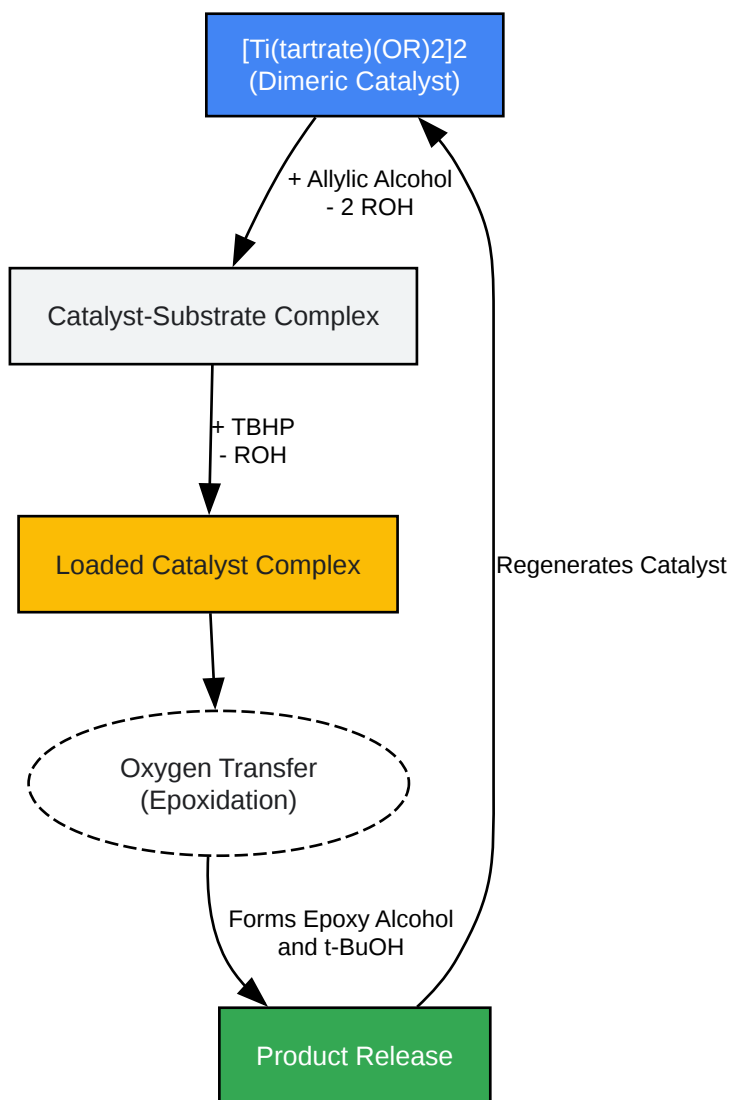 [Ti(tartrate)(OR)2]2
(Dimeric Catalyst)
+ Allylic Alcohol
- 2 ROH
Catalyst-Substrate Complex
+ TBHP
- ROH
Loaded Catalyst Complex
Regenerates Catalyst
Oxygen Transfer
(Epoxidation)
Forms Epoxy Alcohol
and t-BuOH
Product Release